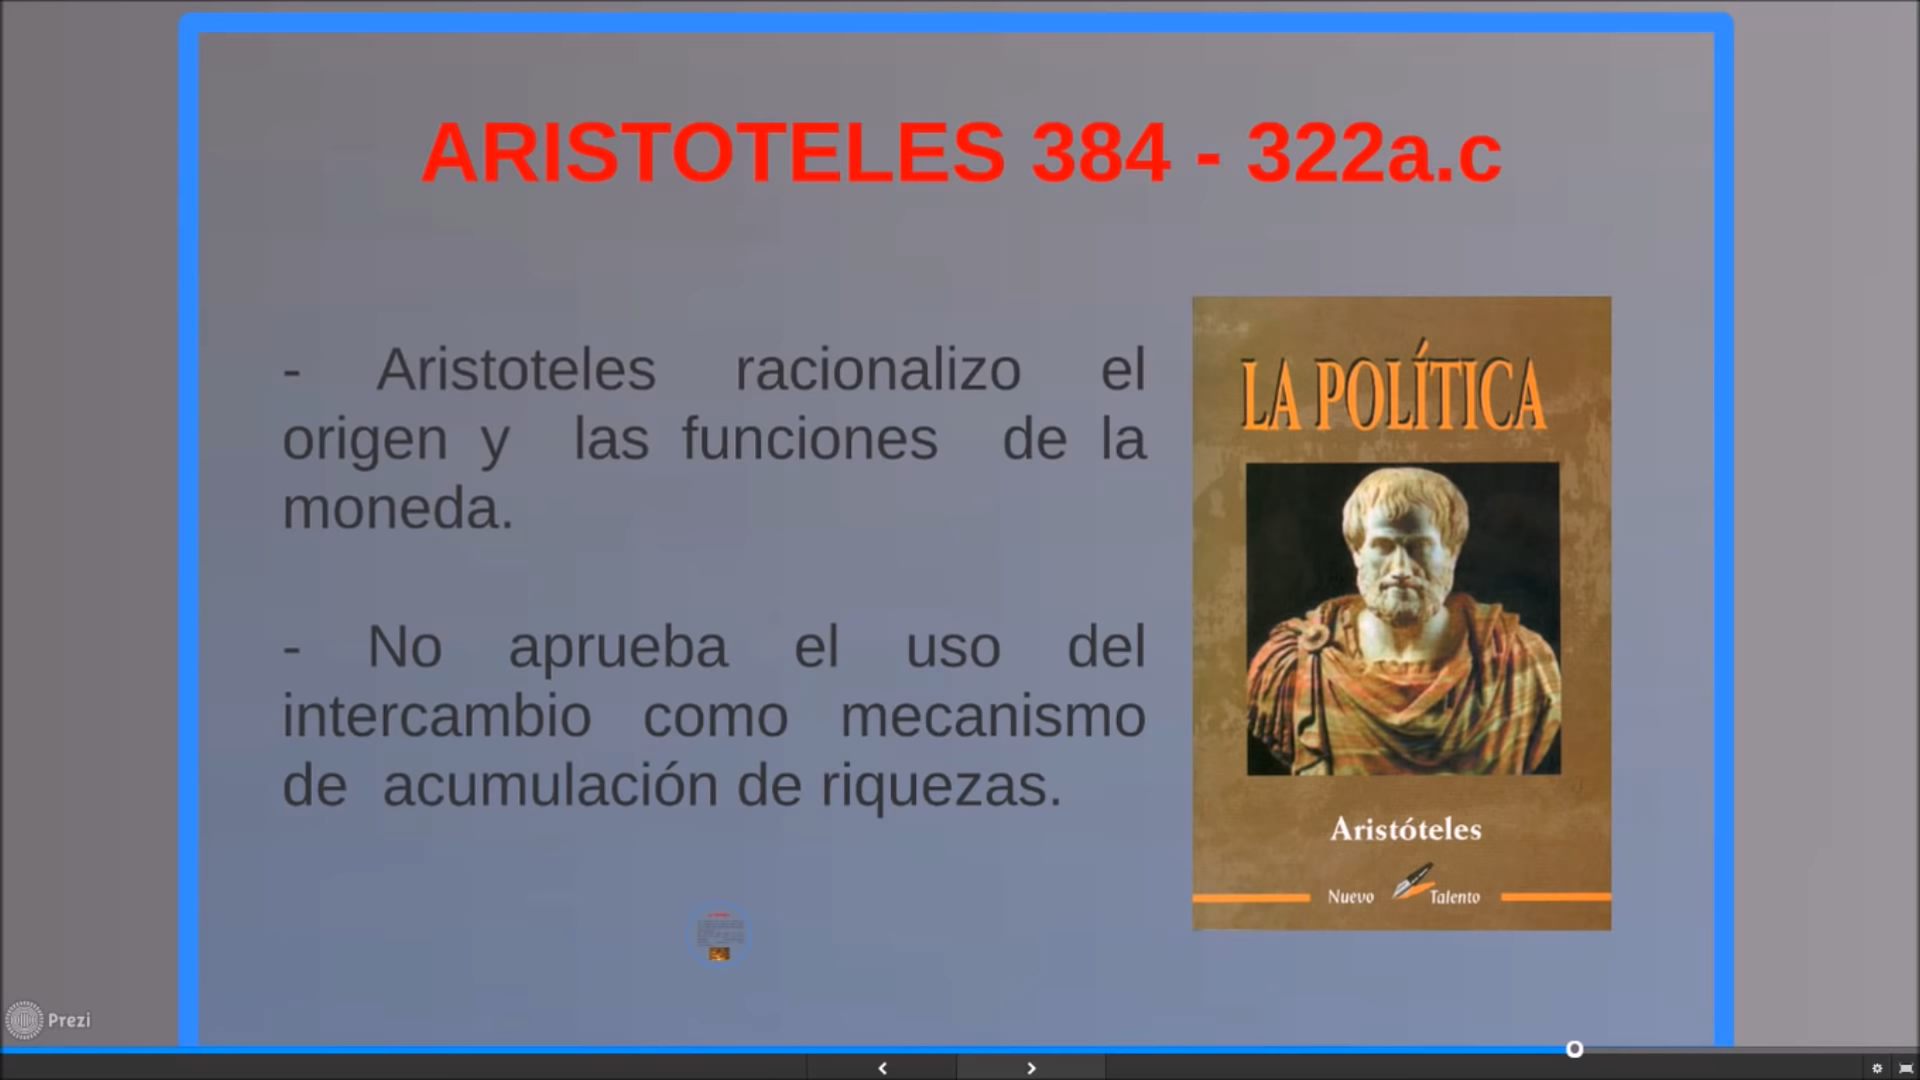 ARISTOTELES 384 - 322a.c
- Aristoteles racionalizo el
origen y las funciones de la
moneda.
- No aprueba el uso del
intercambio como mecanismo
de acumulación de riquezas.
LA POLÍTICA
Aristóteles
Nuevo Talento
Prezi